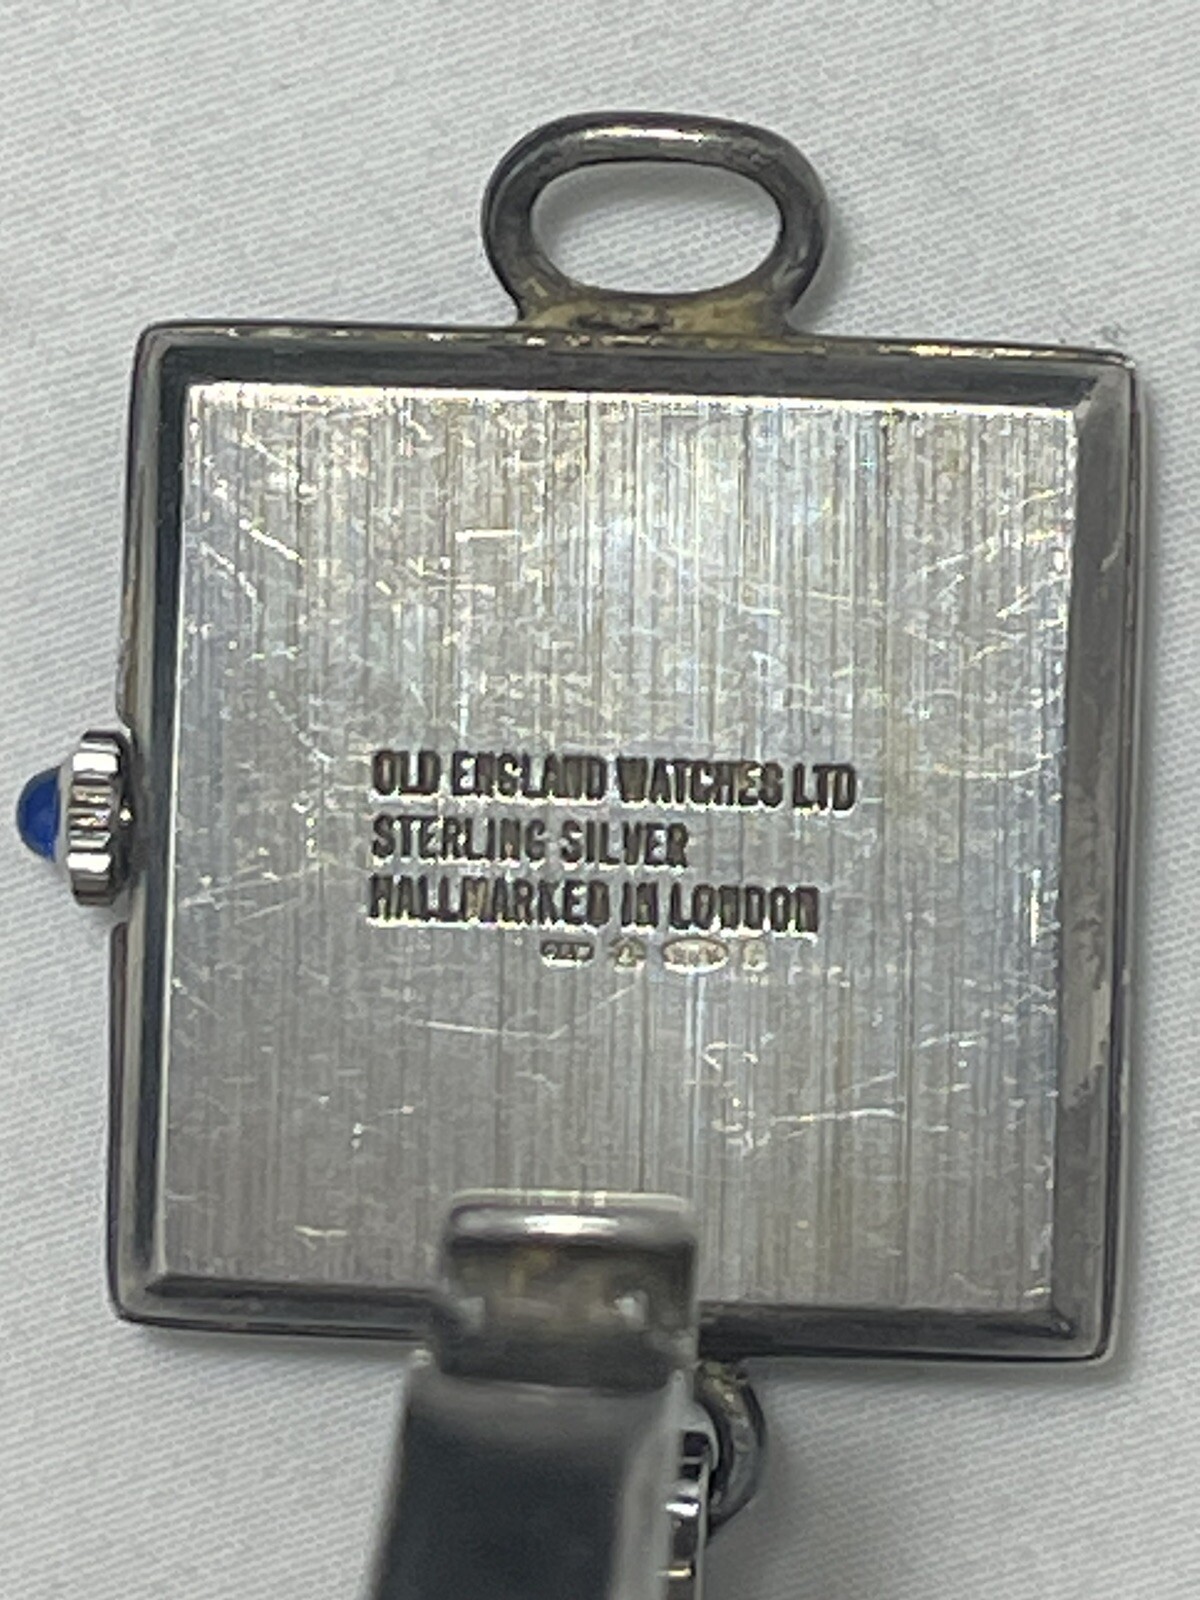 OLD ENGLAND WATCHES LTD
STERLING SILVER
HALLMARKED IN LONDON